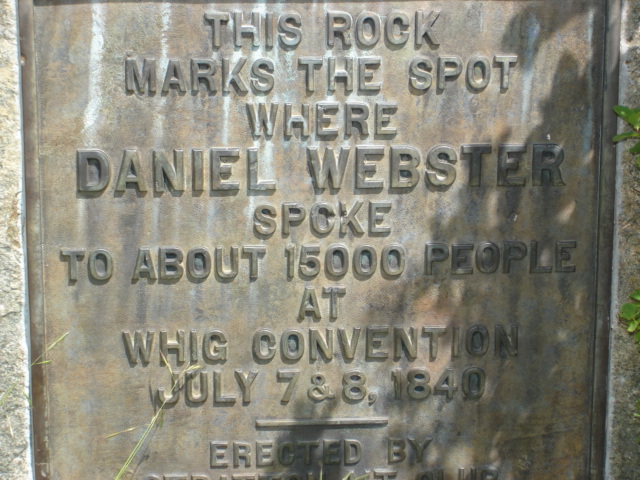 THIS ROCK
MARKS THE SPOT
WHERE
DANIEL WEBSTER
SPOKE
TO ABOUT 15000 PEOPLE
AT
WHIG CONVENTION
JULY 7 & 8, 1840
ERECTED BY
CLUB